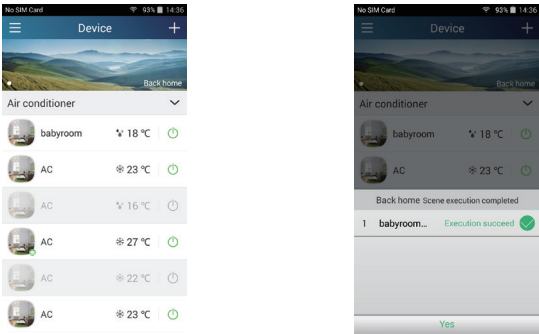 No SIM Card 93% 14:36
Device
Back home
Air conditioner
babyroom 18 ℃
AC 23 ℃
AC 16 ℃
AC 27 ℃
AC 22 ℃
AC 23 ℃
No SIM Card 93% 14:36
Device
Back home
Air conditioner
babyroom 18 ℃
AC 23 ℃
Back home Scene execution completed
1 babyroom... Execution succeed
Yes